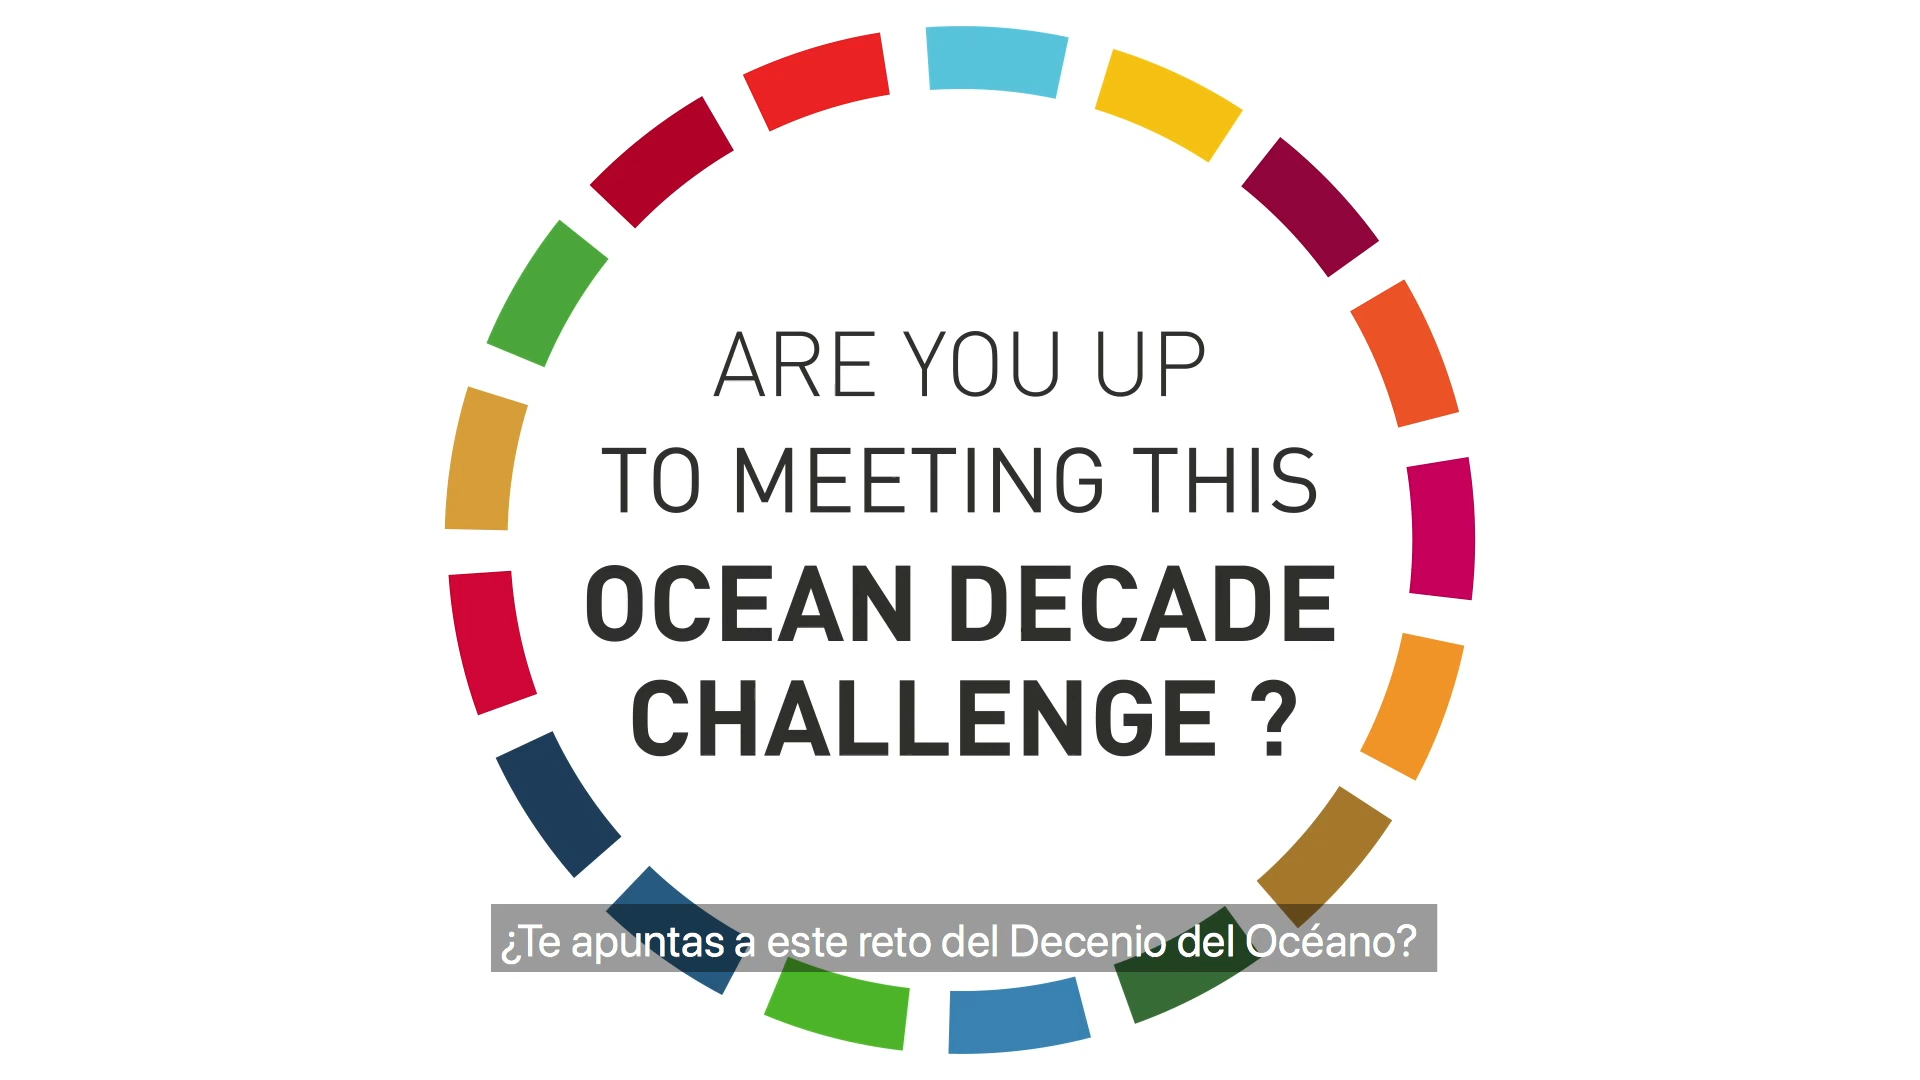 ARE YOU UP
TO MEETING THIS
OCEAN DECADE
CHALLENGE ?
¿Te apuntas a este reto del Decenio del Océano?